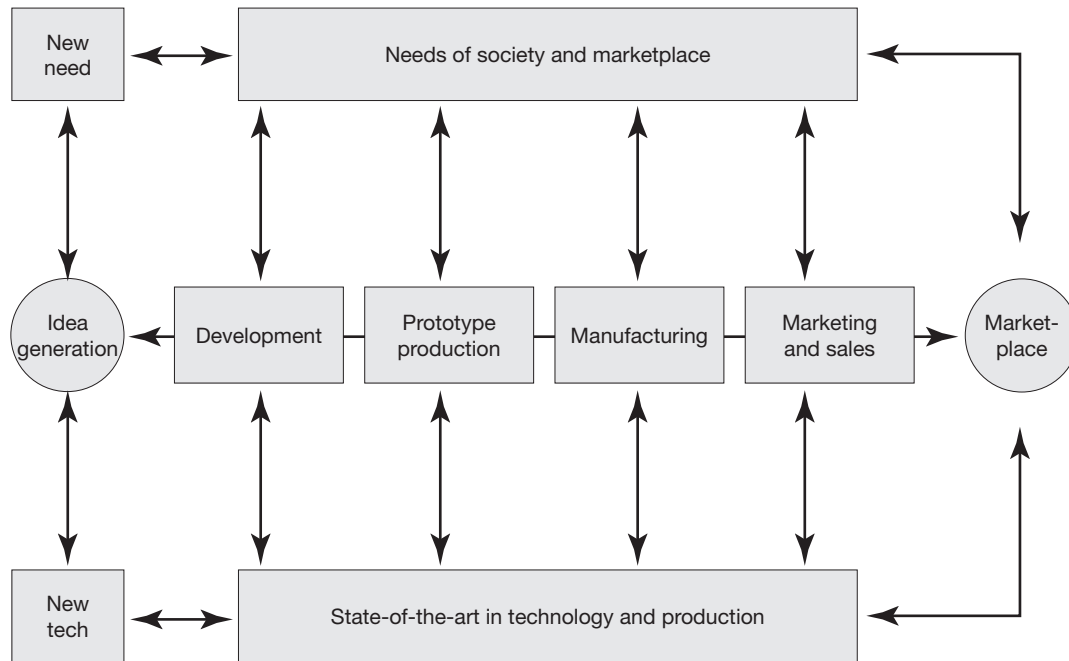 New
need
Needs of society and marketplace
Idea
generation
Development
Prototype
production
Manufacturing
Marketing
and sales
Market-
place
New
tech
State-of-the-art in technology and production